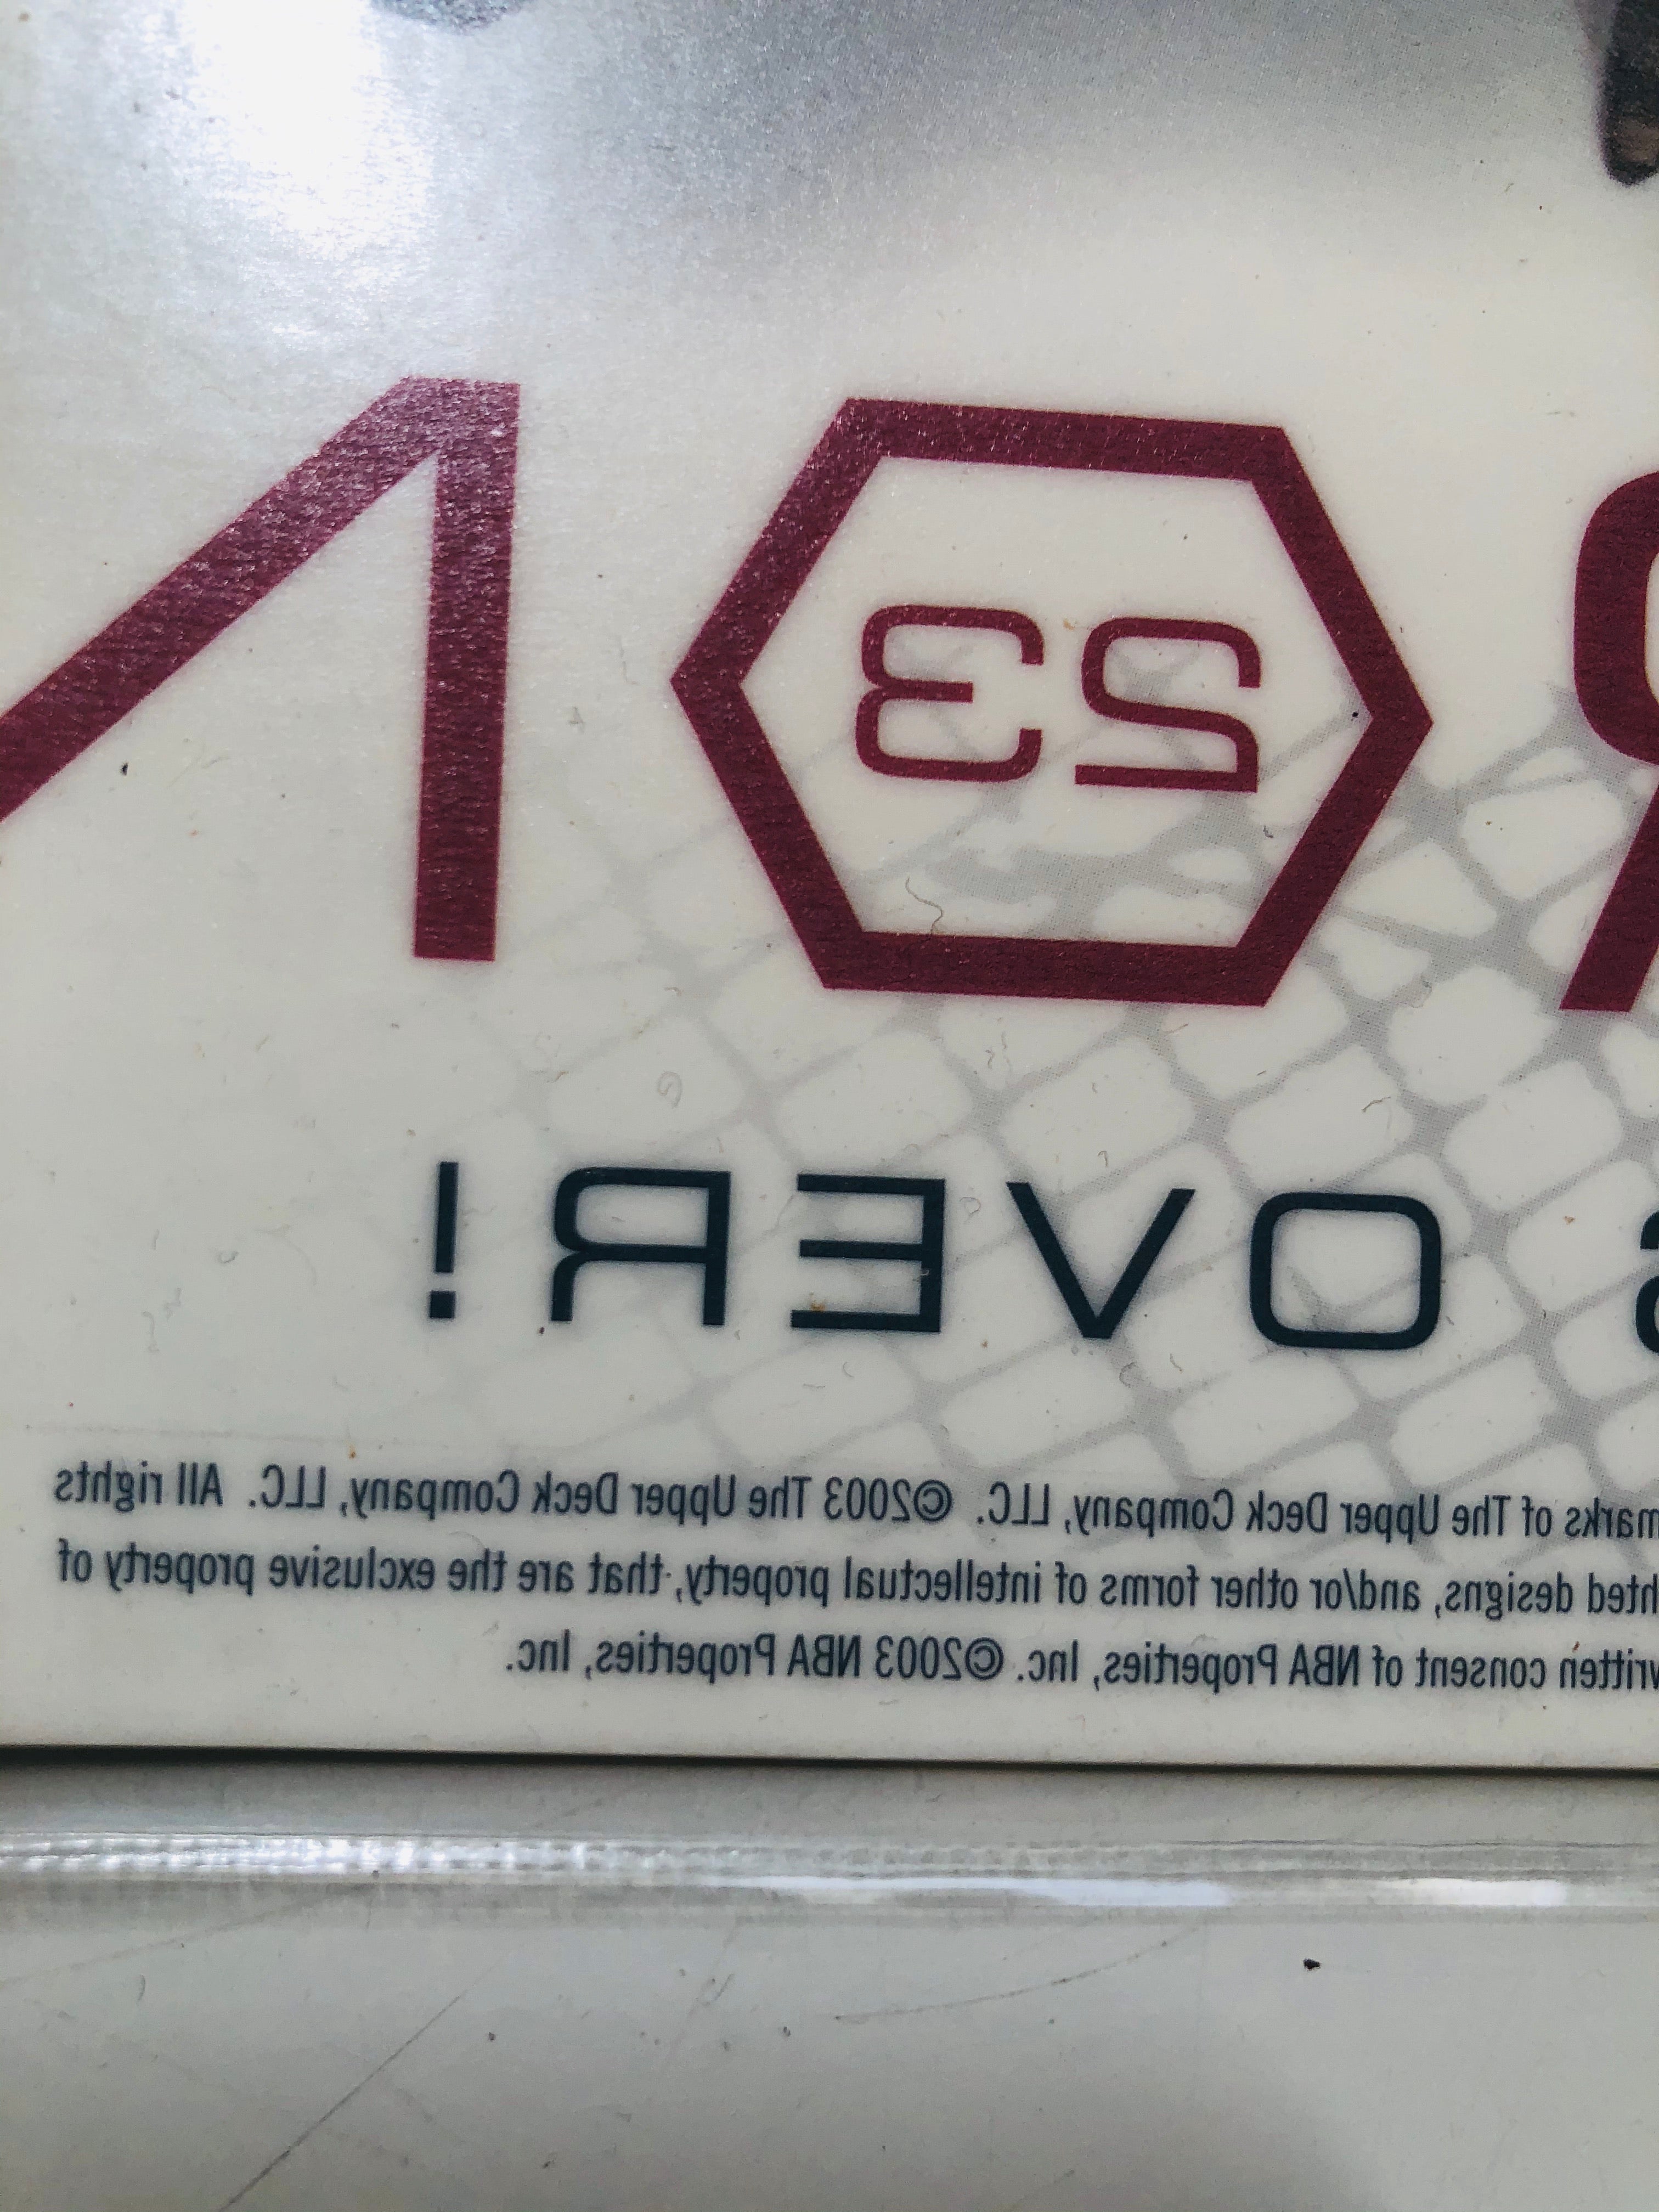 RON
23
S OVER!
marks of The Upper Deck Company, LLC. ©2003 The Upper Deck Company, LLC. All rights
hted designs, and/or other forms of intellectual property, that are the exclusive property of
written consent of NBA Properties, Inc. ©2003 NBA Properties, Inc.